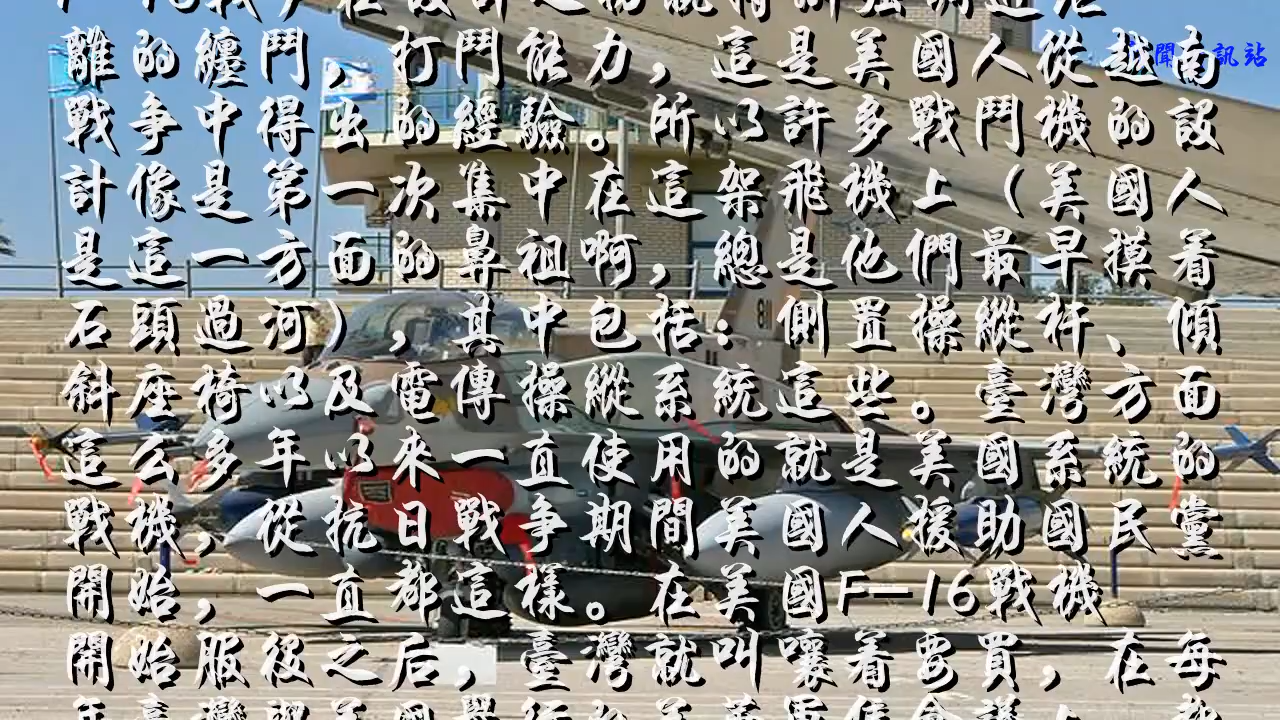 離的纏鬥，打鬥能力，這是美國人從越南
聞 訊站
戰争中得出的經驗。所以許多戰鬥機的設
計像是第一次集中在這架飛機上（美國人
是這一方面的鼻祖啊，總是他們最早摸着
石頭過河），其中包括：側置操縱杆、傾
斜座椅以及電傳操縱系統這些。臺灣方面
這么多年以來一直使用的就是美國系統的
戰機，從抗日戰争期間美國人援助國民黨
開始，一直都這樣。在美國F-16戰機
開始服役之后，臺灣就叫嚷着要買，在每
811